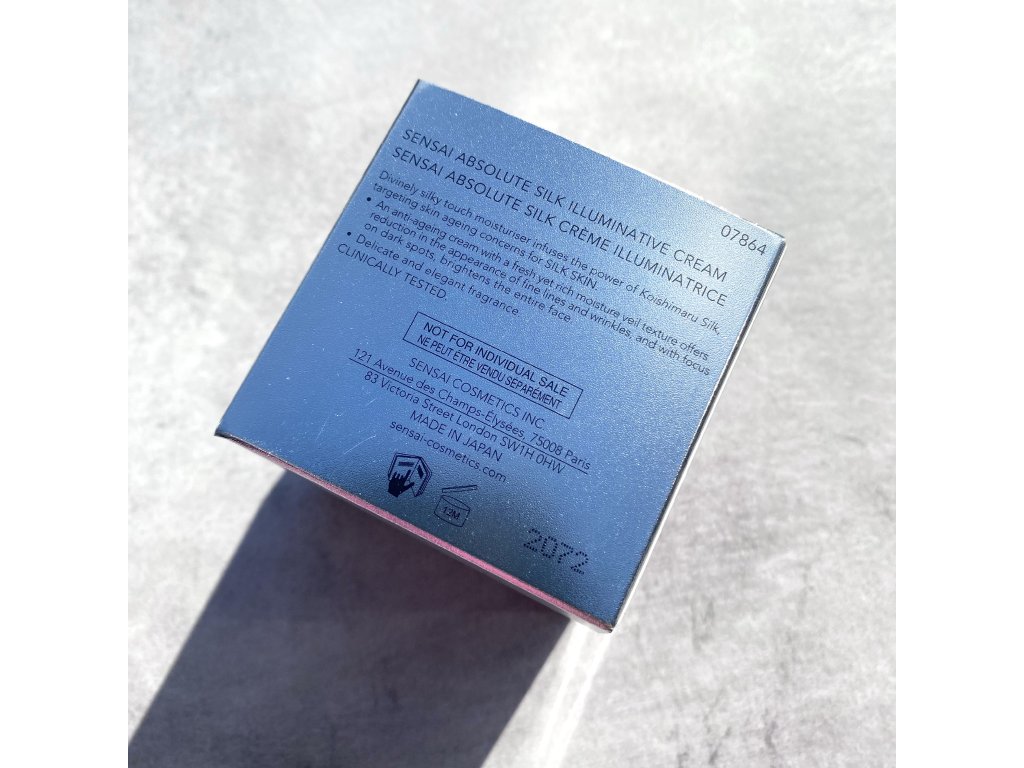 07864
SENSAI ABSOLUTE SILK ILLUMINATIVE CREAM
SENSAI ABSOLUTE SILK CRÈME ILLUMINATRICE
Divinely silky touch moisturiser infuses the power of Koishimaru Silk,
targeting skin ageing concerns for SILK SKIN.
• An anti-ageing cream with a fresh yet rich moisture veil texture offers
reduction in the appearance of fine lines and wrinkles, and with focus
on dark spots, brightens the entire face.
• Delicate and elegant fragrance.
CLINICALLY TESTED.
NOT FOR INDIVIDUAL SALE
NE PEUT ÊTRE VENDU SÉPARÉMENT
SENSAI COSMETICS INC.
121 Avenue des Champs-Élysées, 75008 Paris
83 Victoria Street London SW1H 0HW
MADE IN JAPAN
sensai-cosmetics.com
12M
2072